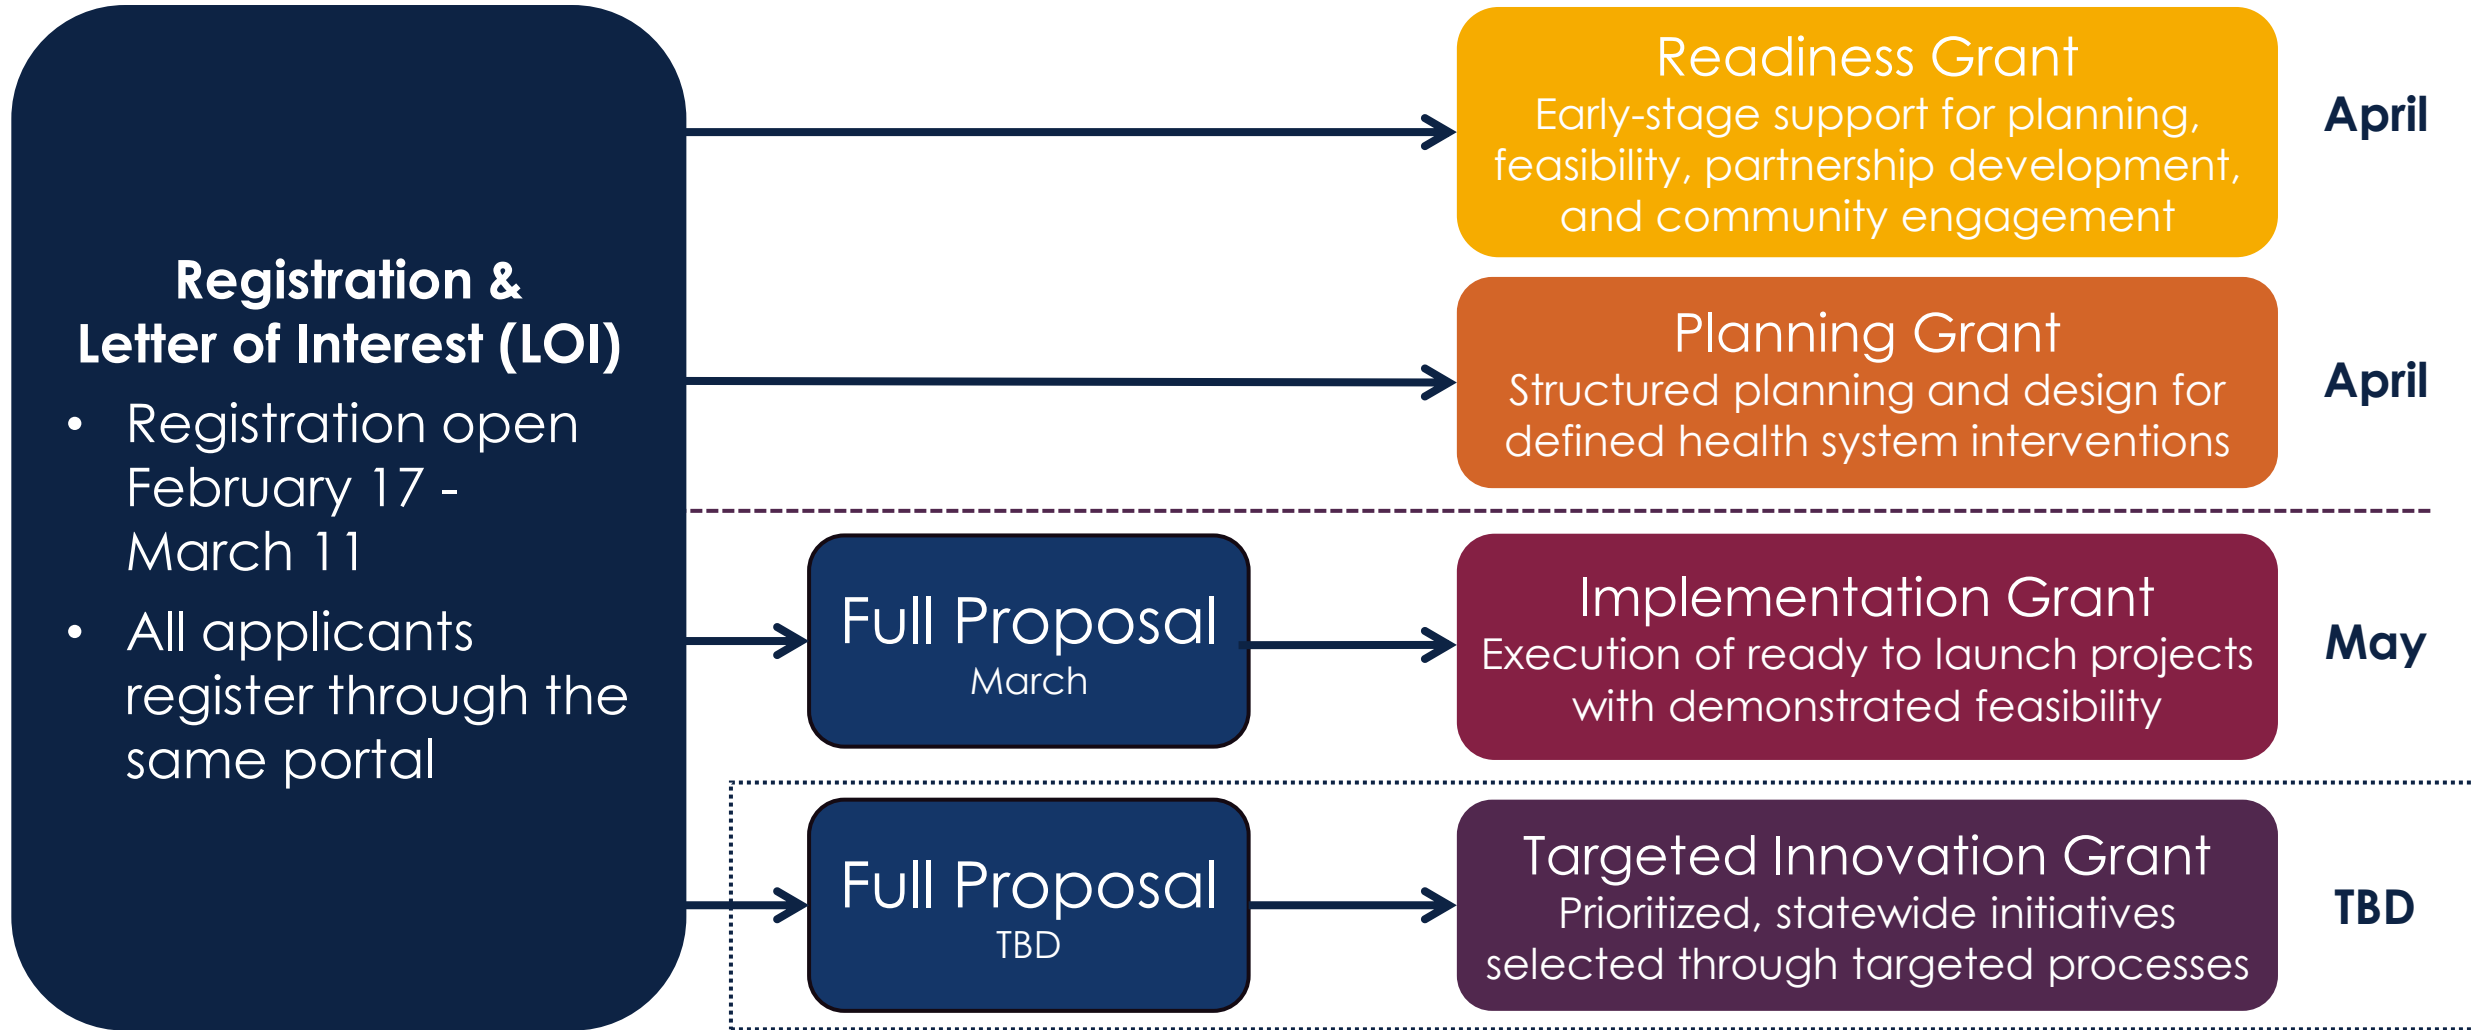 Registration &
Letter of Interest (LOI)
• Registration open
February 17 -
March 11
• All applicants
register through the
same portal
Readiness Grant
Early-stage support for planning,
feasibility, partnership development,
and community engagement
April
Planning Grant
Structured planning and design for
defined health system interventions
April
Full Proposal
March
Implementation Grant
Execution of ready to launch projects
with demonstrated feasibility
May
Full Proposal
TBD
Targeted Innovation Grant
Prioritized, statewide initiatives
selected through targeted processes
TBD